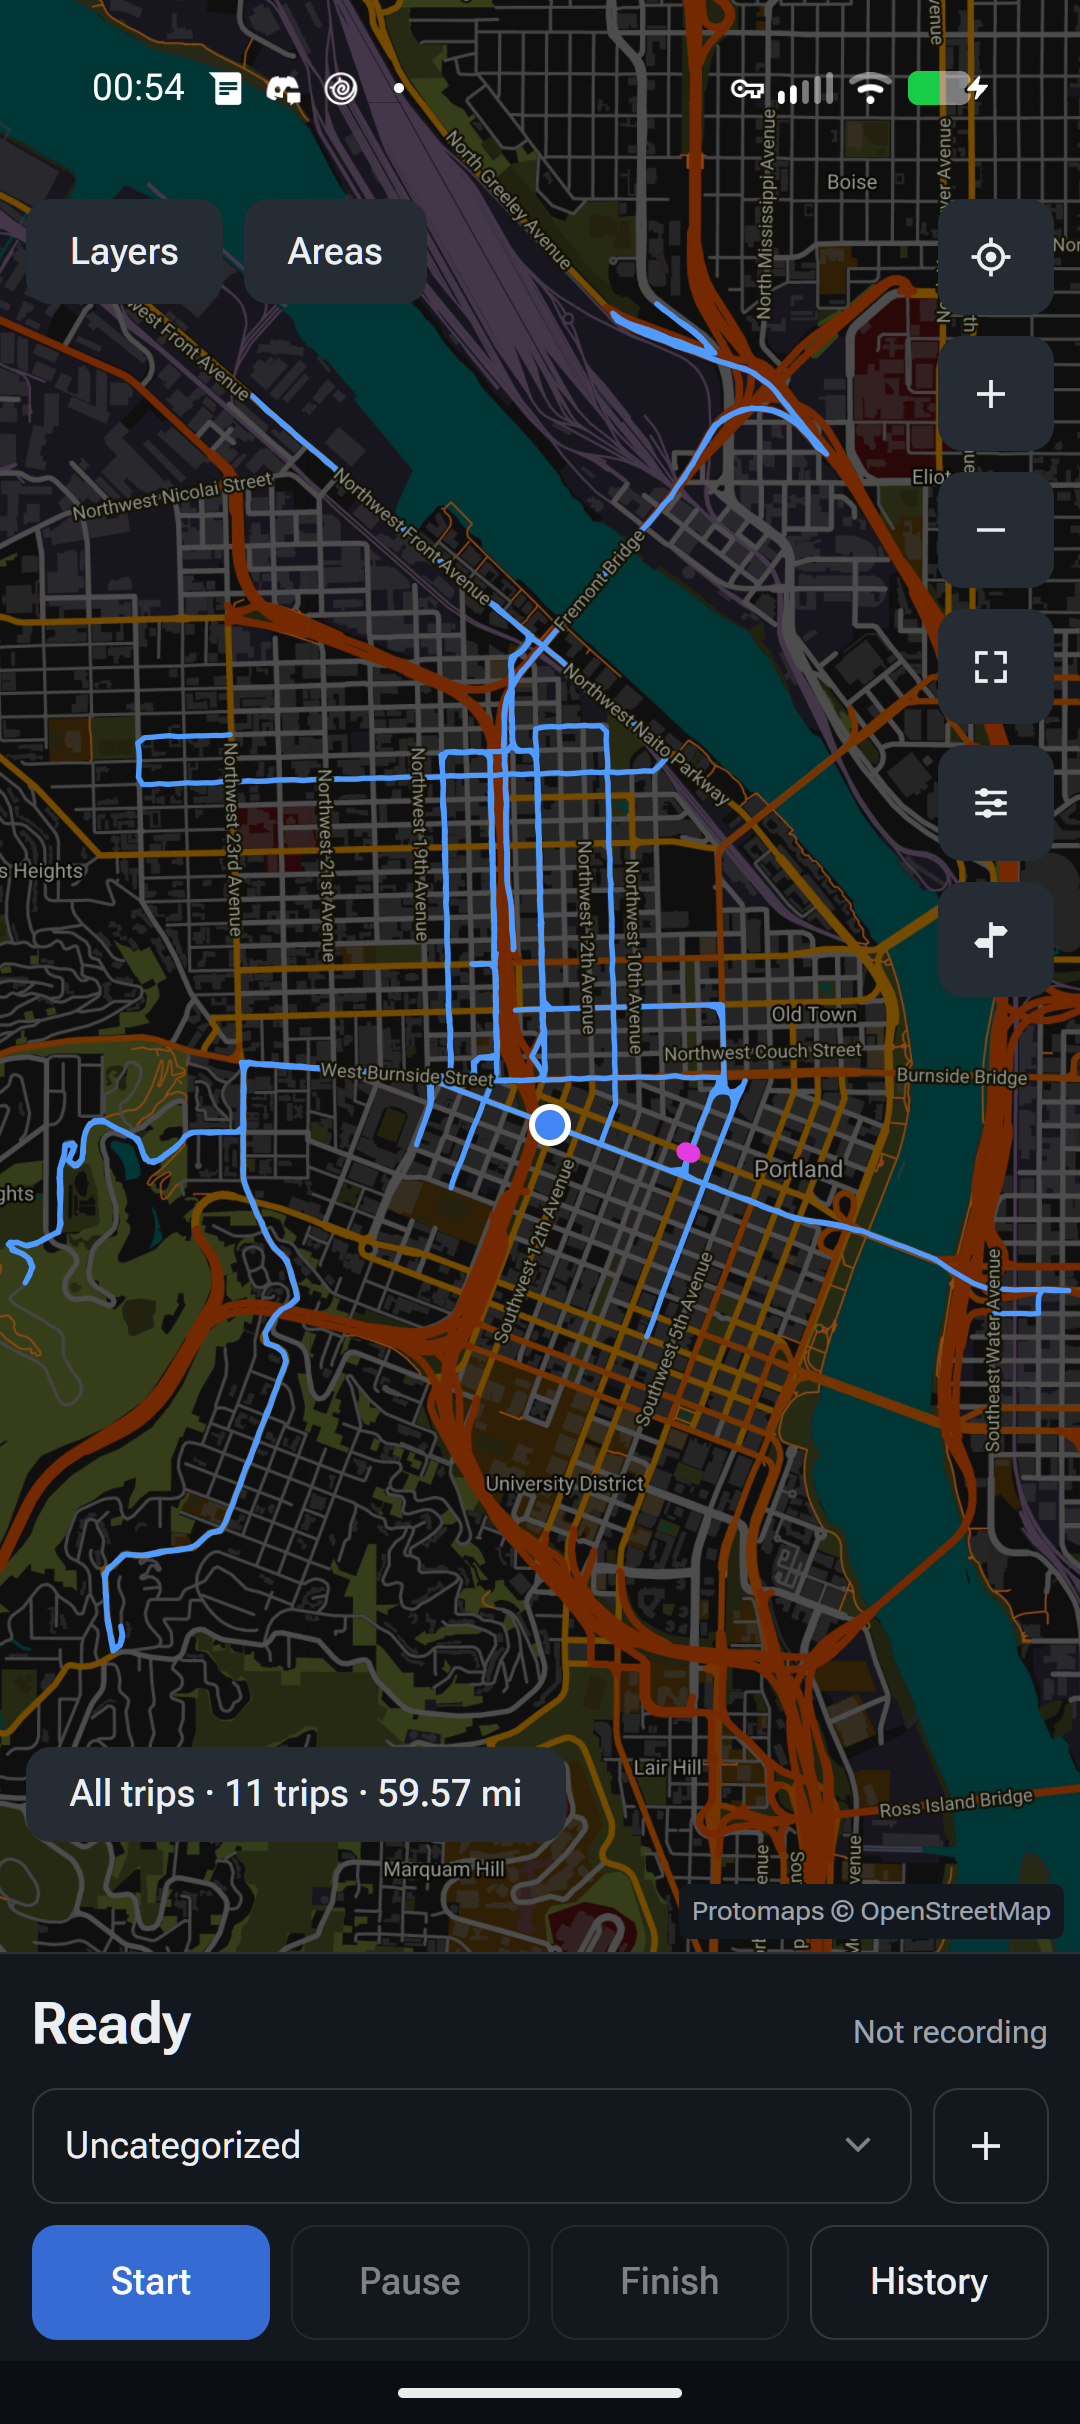 00:54
Boise
North Greeley Avenue
North Mississippi Avenue
Layers
Areas
Northwest Nicolai Street
Eliot
Northwest Front Avenue
Fremont Bridge
Northwest Naito Parkway
Northwest 23rd Avenue
Northwest 21st Avenue
Northwest 19th Avenue
Northwest 12th Avenue
Northwest 10th Avenue
s Heights
Old Town
Northwest Couch Street
West Burnside Street
Burnside Bridge
Portland
ghts
Southwest 12th Avenue
Southwest 5th Avenue
Southeast Water Avenue
University District
Lair Hill
All trips · 11 trips · 59.57 mi
Ross Island Bridge
Marquam Hill
Protomaps © OpenStreetMap
Ready
Not recording
Uncategorized
Start
Pause
Finish
History